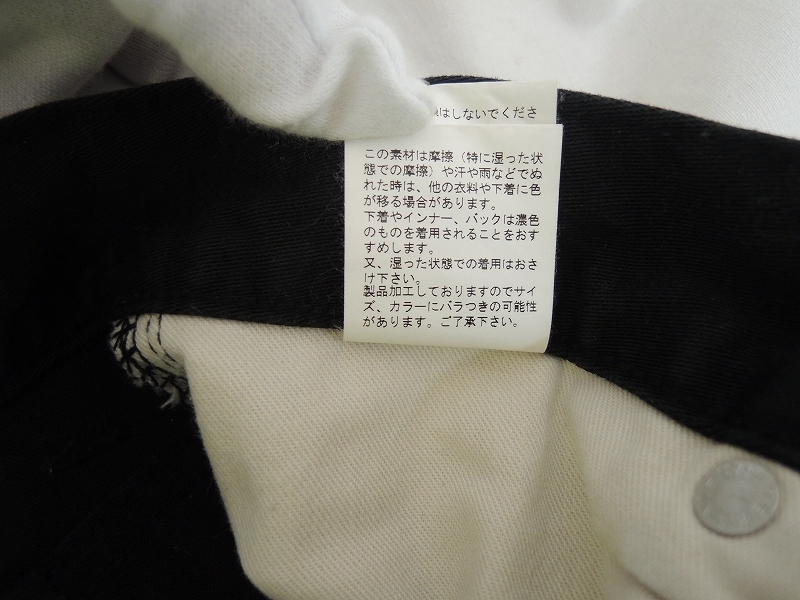 はしないでくださ
この素材は摩擦（特に湿った状
態での摩擦）や汗や雨などでぬ
れた時は、他の衣料や下着に色
が移る場合があります。
下着やインナー、バックは濃色
のものを着用されることをおす
すめします。
又、湿った状態での着用はおさ
け下さい。
製品加工しておりますのでサイ
ズ、カラーにバラつきの可能性
があります。ご了承下さい。